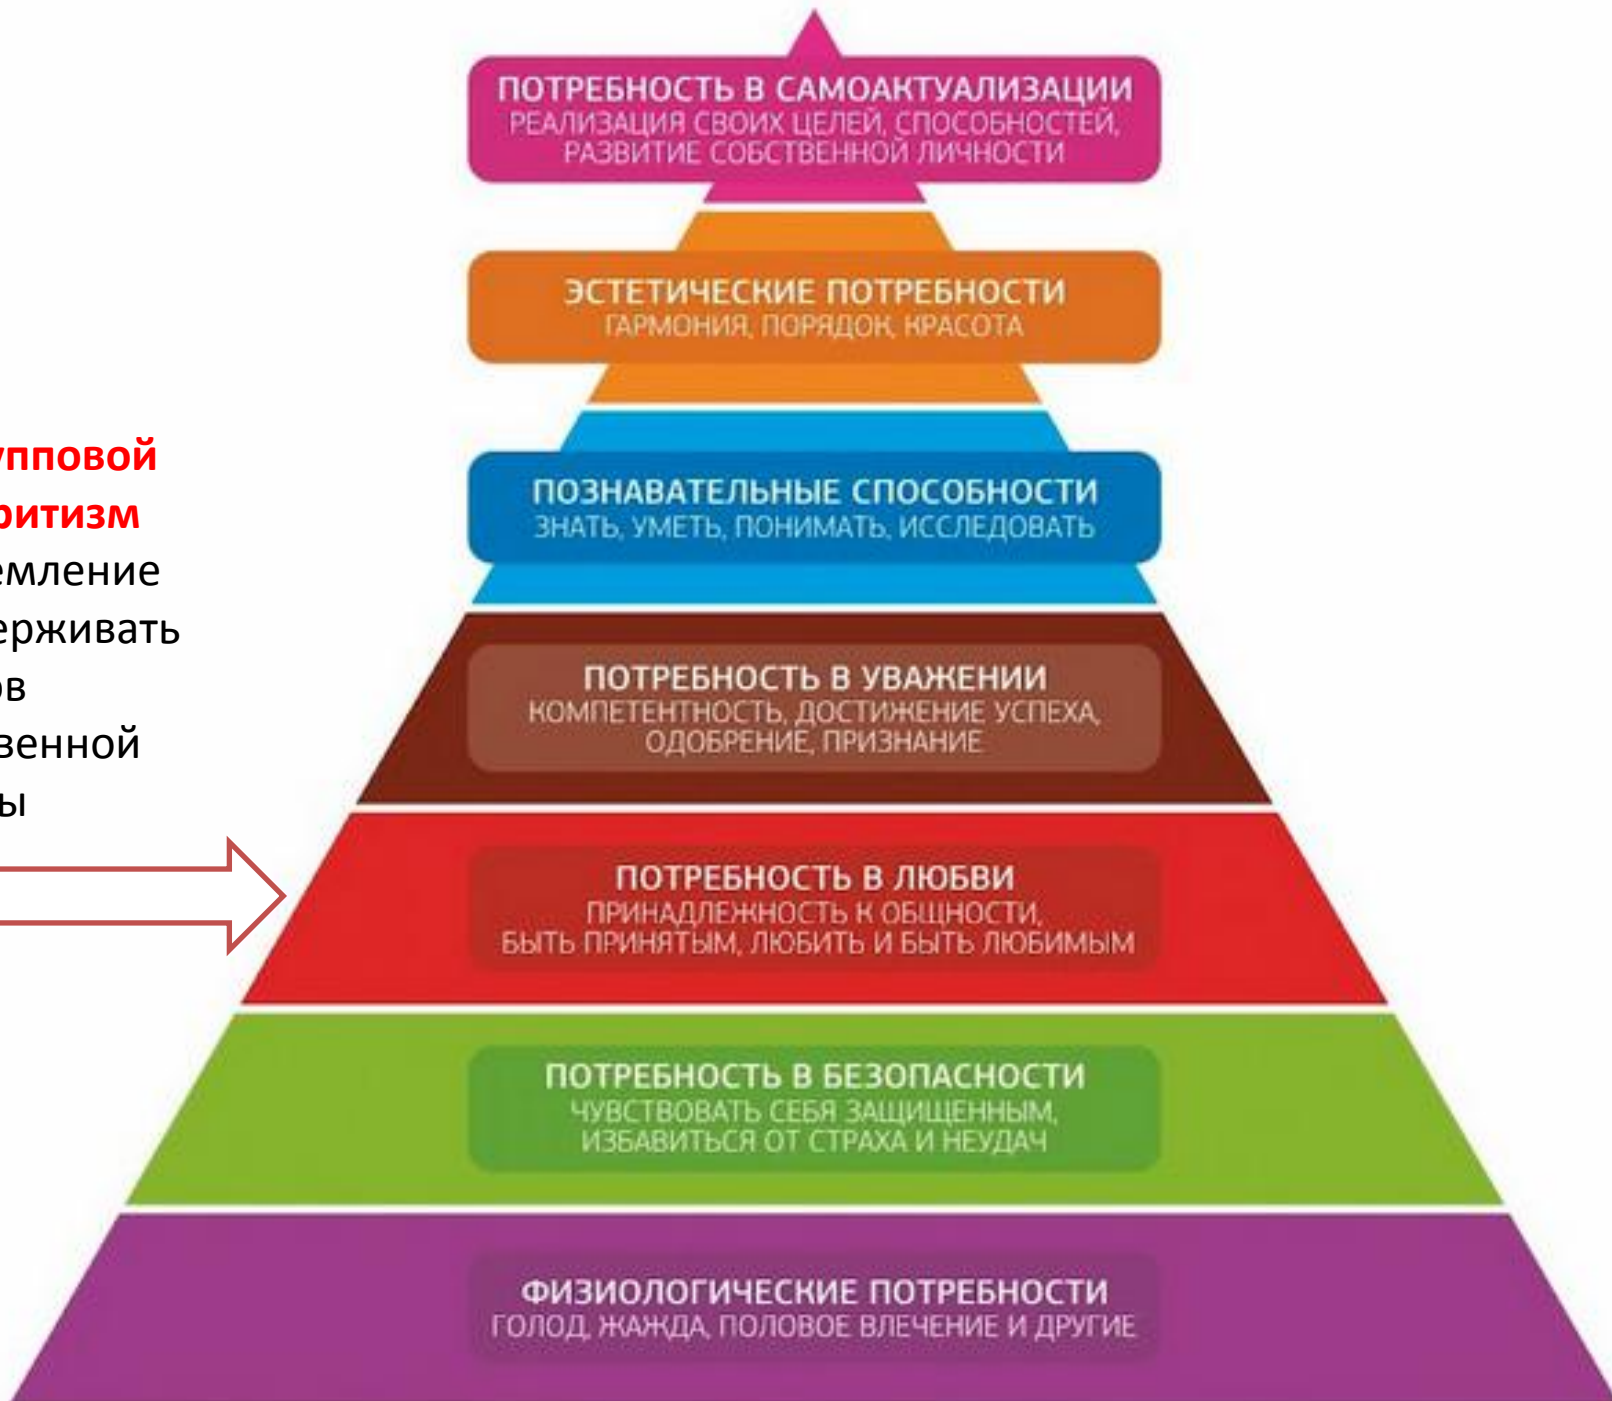 ПОТРЕБНОСТЬ В САМОАКТУАЛИЗАЦИИ
РЕАЛИЗАЦИЯ СВОИХ ЦЕЛЕЙ, СПОСОБНОСТЕЙ,
РАЗВИТИЕ СОБСТВЕННОЙ ЛИЧНОСТИ
ЭСТЕТИЧЕСКИЕ ПОТРЕБНОСТИ
ГАРМОНИЯ, ПОРЯДОК, КРАСОТА
ПОЗНАВАТЕЛЬНЫЕ СПОСОБНОСТИ
ЗНАТЬ, УМЕТЬ, ПОНИМАТЬ, ИССЛЕДОВАТЬ
ПОТРЕБНОСТЬ В УВАЖЕНИИ
КОМПЕТЕНТНОСТЬ, ДОСТИЖЕНИЕ УСПЕХА,
ОДОБРЕНИЕ, ПРИЗНАНИЕ
упповой
ритизм
емление
ерживать
ов
венной
ы
ПОТРЕБНОСТЬ В ЛЮБВИ
ПРИНАДЛЕЖНОСТЬ К ОБЩНОСТИ,
БЫТЬ ПРИНЯТЫМ, ЛЮБИТЬ И БЫТЬ ЛЮБИМЫМ
ПОТРЕБНОСТЬ В БЕЗОПАСНОСТИ
ЧУВСТВОВАТЬ СЕБЯ ЗАЩИЩЕННЫМ,
ИЗБАВИТЬСЯ ОТ СТРАХА И НЕУДАЧ
ФИЗИОЛОГИЧЕСКИЕ ПОТРЕБНОСТИ
ГОЛОД, ЖАЖДА, ПОЛОВОЕ ВЛЕЧЕНИЕ И ДРУГИЕ